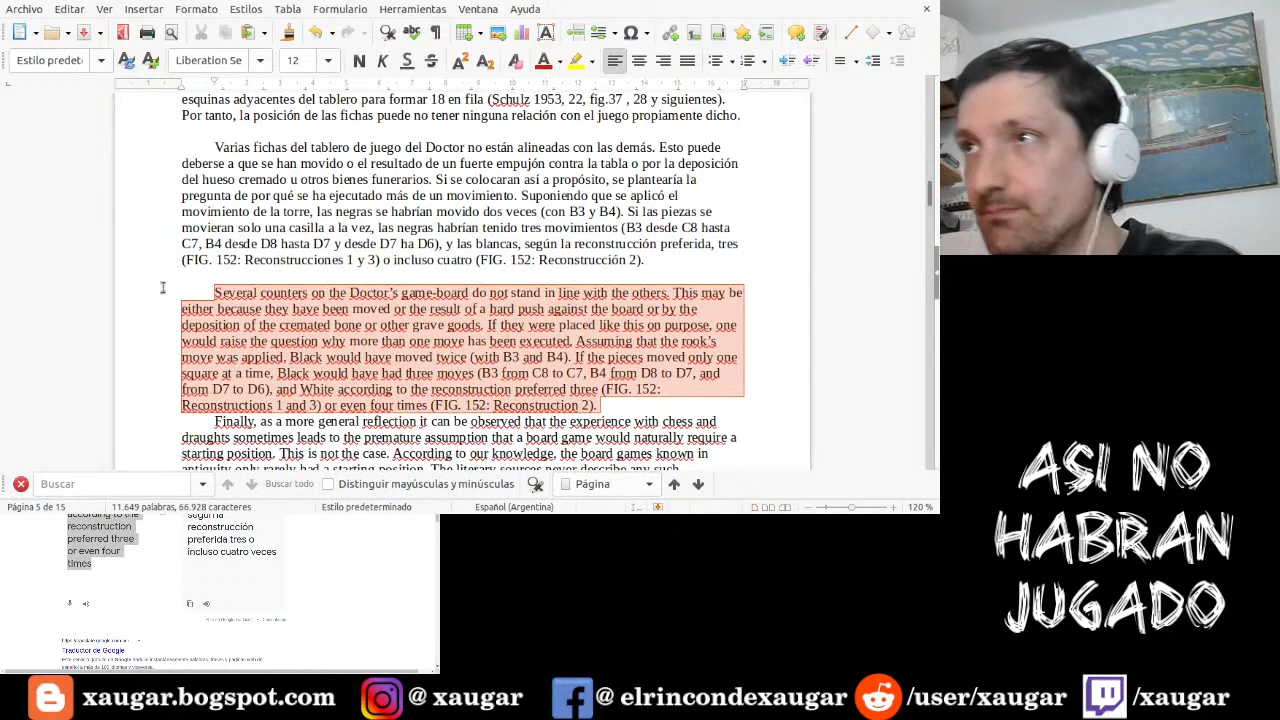 Archivo Editar Ver Insertar Formato Estilos Tabla Formulario Herramientas Ventana Ayuda
Estilo predet Liberation Se 12
esquinas adyacentes del tablero para formar 18 en fila (Schulz 1953, 22, fig.37 , 28 y siguientes).
Por tanto, la posición de las fichas puede no tener ninguna relación con el juego propiamente dicho.
Varias fichas del tablero de juego del Doctor no están alineadas con las demás. Esto puede
deberse a que se han movido o el resultado de un fuerte empujón contra la tabla o por la deposición
del hueso cremado u otros bienes funerarios. Si se colocaran así a propósito, se plantearía la
pregunta de por qué se ha ejecutado más de un movimiento. Suponiendo que se aplicó el
movimiento de la torre, las negras se habrían movido dos veces (con B3 y B4). Si las piezas se
movieran solo una casilla a la vez, las negras habrían tenido tres movimientos (B3 desde C8 hasta
C7, B4 desde D8 hasta D7 y desde D7 ha D6), y las blancas, según la reconstrucción preferida, tres
(FIG. 152: Reconstrucciones 1 y 3) o incluso cuatro (FIG. 152: Reconstrucción 2).
Several counters on the Doctor's game-board do not stand in line with the others. This may be
either because they have been moved or the result of a hard push against the board or by the
deposition of the cremated bone or other grave goods. If they were placed like this on purpose, one
would raise the question why more than one move has been executed. Assuming that the rook's
move was applied, Black would have moved twice (with B3 and B4). If the pieces moved only one
square at a time, Black would have had three moves (B3 from C8 to C7, B4 from D8 to D7, and
from D7 to D6), and White according to the reconstruction preferred three (FIG. 152:
Reconstructions 1 and 3) or even four times (FIG. 152: Reconstruction 2).
Finally, as a more general reflection it can be observed that the experience with chess and
draughts sometimes leads to the premature assumption that a board game would naturally require a
starting position. This is not the case. According to our knowledge, the board games known in
antiquity only rarely had a starting position. The literary sources never describe any such
Buscar Buscar todo Distinguir mayúsculas y minúsculas Página
Página 5 de 15 11.649 palabras, 66.928 caracteres Estilo predeterminado Español (Argentina) 120 %
according to the
reconstruction
preferred three
or even four
times
según la
reconstrucción
preferida tres o
incluso cuatro veces
Traductor de Google
ASI NO
HABRAN
JUGADO
xaugar.bogspot.com @ xaugar @ elrincondexaugar /user/xaugar /xaugar